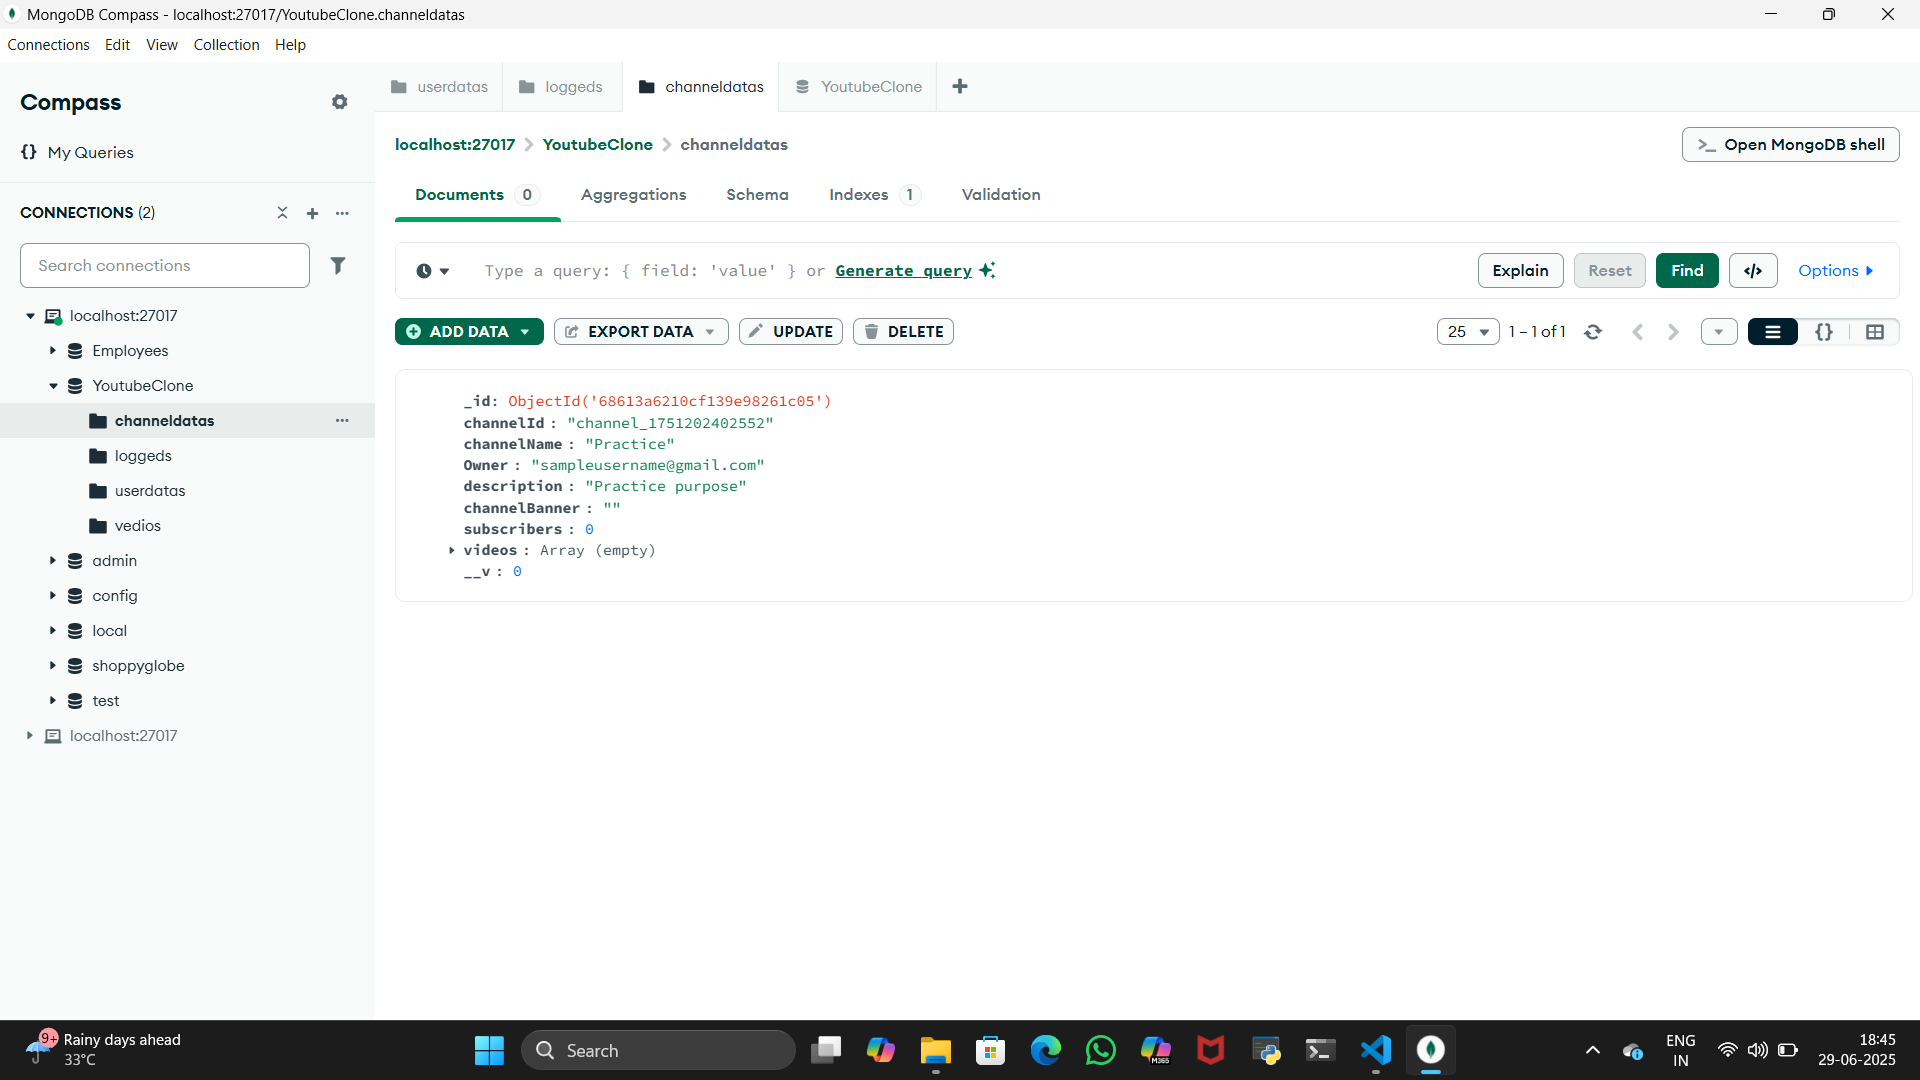 MongoDB Compass - localhost:27017/YoutubeClone.channeldatas
Connections Edit View Collection Help
Compass
{} My Queries
CONNECTIONS (2)
Search connections
localhost:27017
Employees
YoutubeClone
channeldatas
loggeds
userdatas
vedios
admin
config
local
shoppyglobe
test
localhost:27017
userdatas loggeds channeldatas YoutubeClone
localhost:27017 > YoutubeClone > channeldatas
>_ Open MongoDB shell
Documents 0 Aggregations Schema Indexes 1 Validation
Type a query: { field: 'value' } or Generate query
Explain Reset Find </> Options
ADD DATA EXPORT DATA UPDATE DELETE
25 1 – 1 of 1 {}
_id: ObjectId('68613a6210cf139e98261c05')
channelId : "channel_1751202402552"
channelName : "Practice"
Owner : "sampleusername@gmail.com"
description : "Practice purpose"
channelBanner : ""
subscribers : 0
videos : Array (empty)
__v : 0
9+ Rainy days ahead
33°C
Search
M365
ENG
IN
18:45
29-06-2025